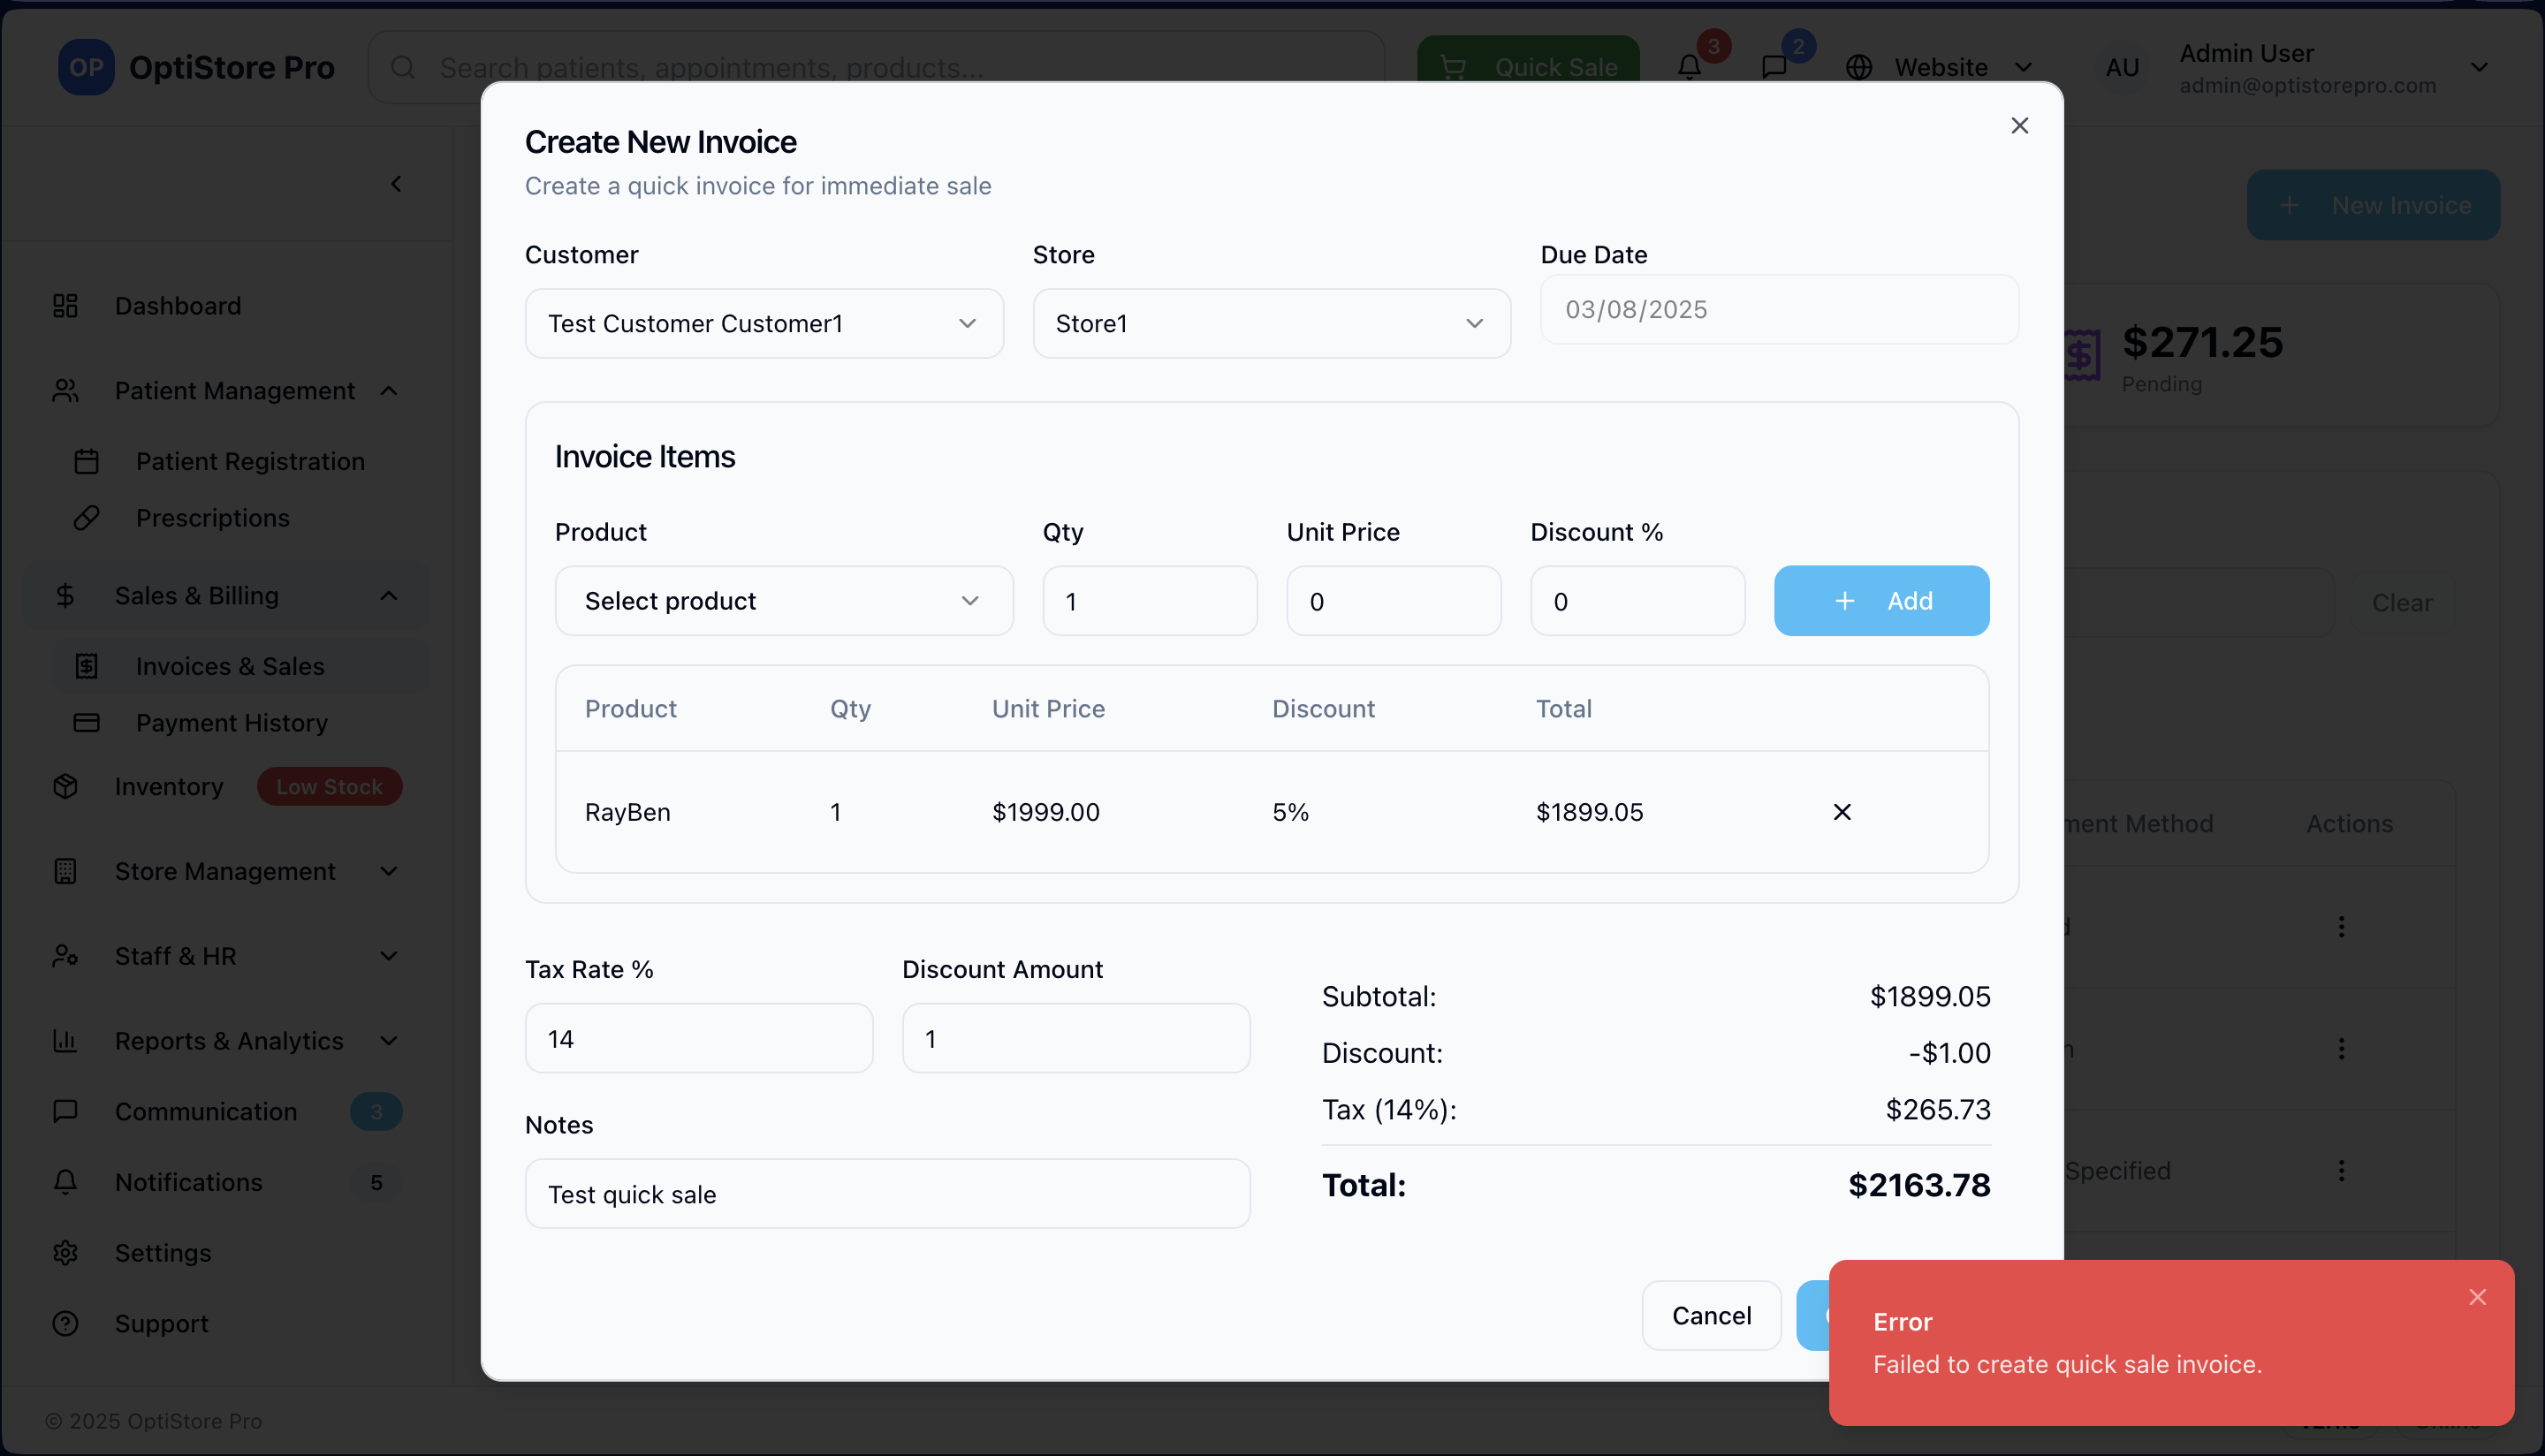 OP OptiStore Pro
Search patients, appointments, products...
Quick Sale
3
2
Website
AU
Admin User
admin@optistorepro.com
Dashboard
Patient Management
Patient Registration
Prescriptions
Sales & Billing
Invoices & Sales
Payment History
Inventory Low Stock
Store Management
Staff & HR
Reports & Analytics
Communication 3
Notifications 5
Settings
Support
© 2025 OptiStore Pro
Create New Invoice
Create a quick invoice for immediate sale
Customer Store Due Date
Test Customer Customer1 Store1 03/08/2025
Invoice Items
Product Qty Unit Price Discount %
Select product 1 0 0 + Add
Product Qty Unit Price Discount Total
RayBen 1 $1999.00 5% $1899.05
Tax Rate % Discount Amount
14 1
Notes
Test quick sale
Subtotal: $1899.05
Discount: -$1.00
Tax (14%): $265.73
Total: $2163.78
Cancel
+ New Invoice
$271.25
Pending
Clear
ment Method Actions
Specified
Error
Failed to create quick sale invoice.